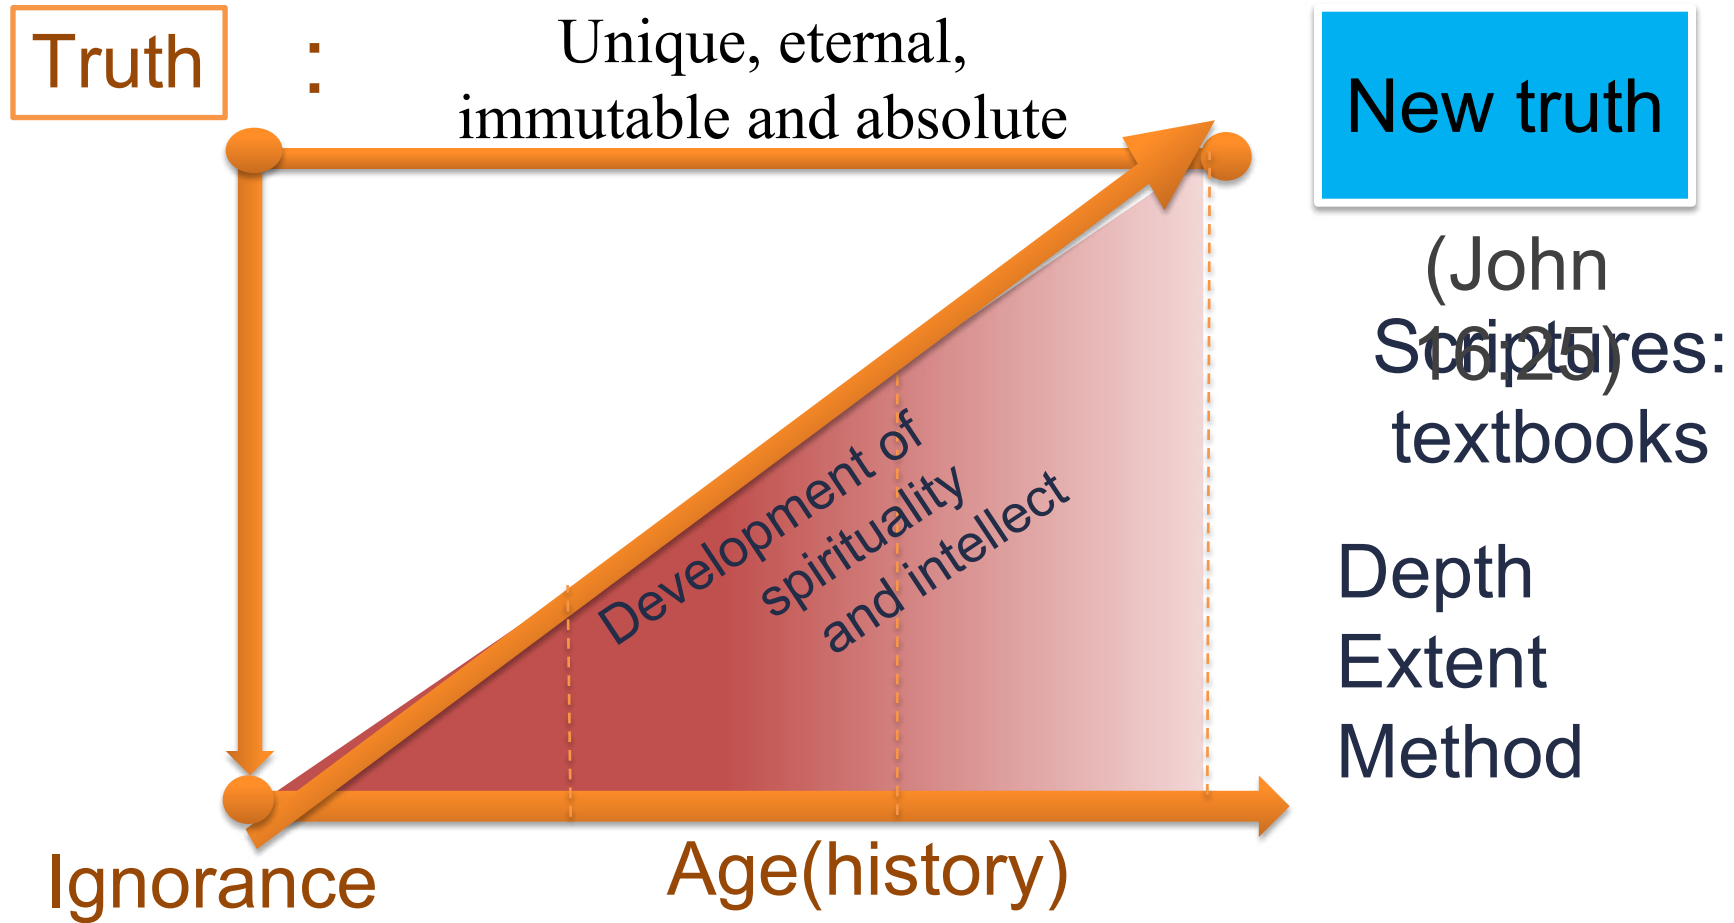 Truth :
Unique, eternal,
immutable and absolute
New truth
(John
16:25)
Scriptures:
textbooks
Development of
spirituality
and intellect
Depth
Extent
Method
Ignorance
Age(history)